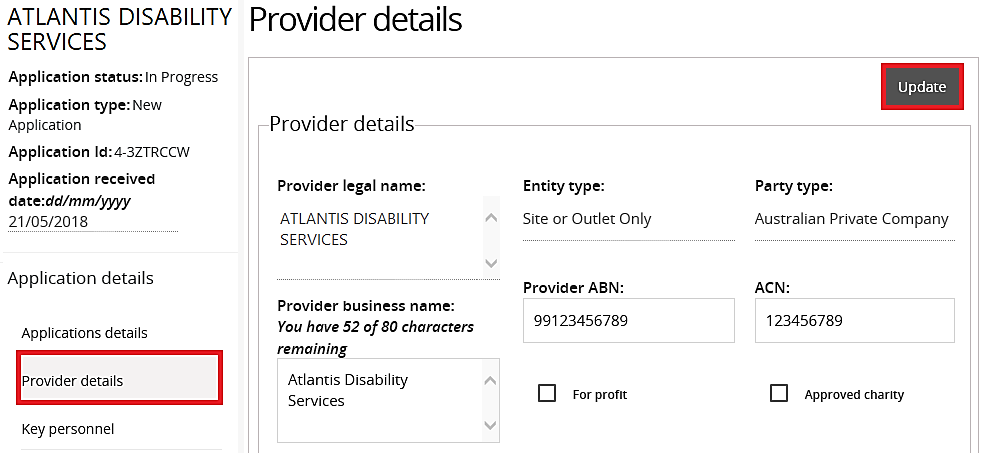 ATLANTIS DISABILITY
SERVICES
Application status: In Progress
Application type: New
Application
Application Id: 4-3ZTRCCW
Application received
date:dd/mm/yyyy
21/05/2018
Application details
Applications details
Provider details
Key personnel
Provider details
Update
Provider details
Provider legal name:
ATLANTIS DISABILITY
SERVICES
Entity type:
Site or Outlet Only
Party type:
Australian Private Company
Provider business name:
You have 52 of 80 characters
remaining
Atlantis Disability
Services
Provider ABN:
99123456789
ACN:
123456789
For profit
Approved charity